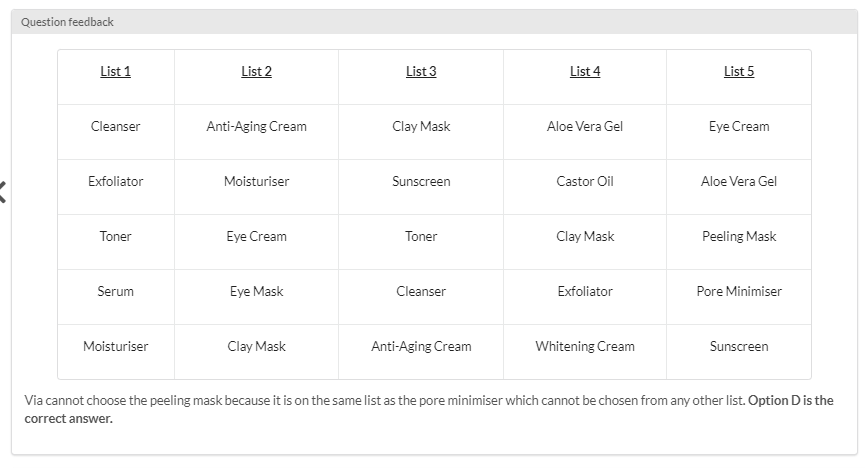 Question feedback
List 1 List 2 List 3 List 4 List 5
Cleanser Anti-Aging Cream Clay Mask Aloe Vera Gel Eye Cream
Exfoliator Moisturiser Sunscreen Castor Oil Aloe Vera Gel
Toner Eye Cream Toner Clay Mask Peeling Mask
Serum Eye Mask Cleanser Exfoliator Pore Minimiser
Moisturiser Clay Mask Anti-Aging Cream Whitening Cream Sunscreen
Via cannot choose the peeling mask because it is on the same list as the pore minimiser which cannot be chosen from any other list. Option D is the
correct answer.